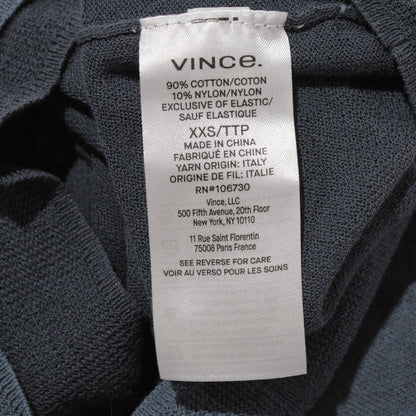 VINCE.
90% COTTON/COTON
10% NYLON/NYLON
EXCLUSIVE OF ELASTIC/
SAUF ELASTIQUE
XXS/TTP
MADE IN CHINA
FABRIQUÉ EN CHINE
YARN ORIGIN: ITALY
ORIGINE DE FIL: ITALIE
RN#106730
Vince, LLC
500 Fifth Avenue, 20th Floor
New York, NY 10110
11 Rue Saint Florentin
75008 Paris France
SEE REVERSE FOR CARE
VOIR AU VERSO POUR LES SOINS